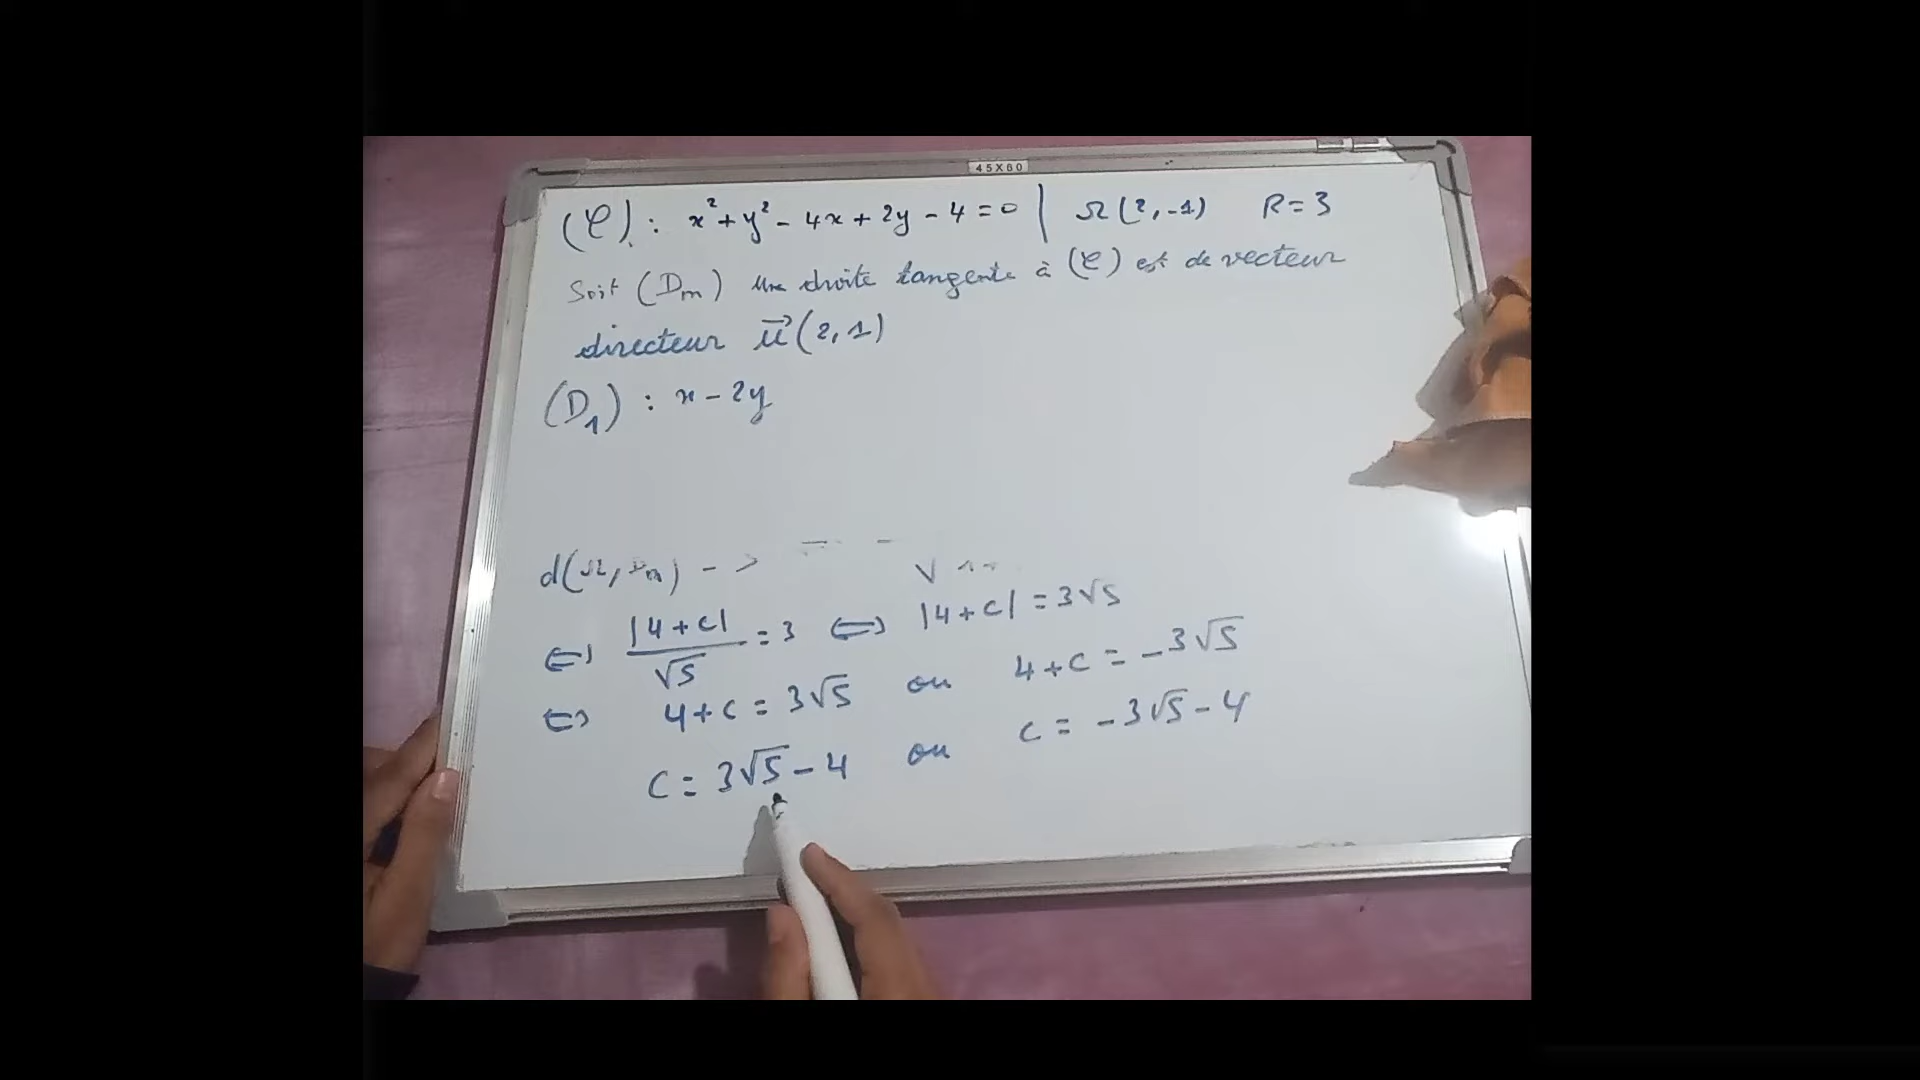 45X60
(C): x² + y² - 4x + 2y - 4 = 0 | Ω(2,-1) R = 3
Soit (Dm) une droite tangente à (C) est de vecteur
directeur u⃗(2,1)
(D₁) : x - 2y
d(Ω, Dm)
⟺ |4+c|/√5 = 3 ⟺ |4+c| = 3√5
⟺ 4+c = 3√5 ou 4+c = -3√5
c = 3√5 - 4 ou c = -3√5 - 4